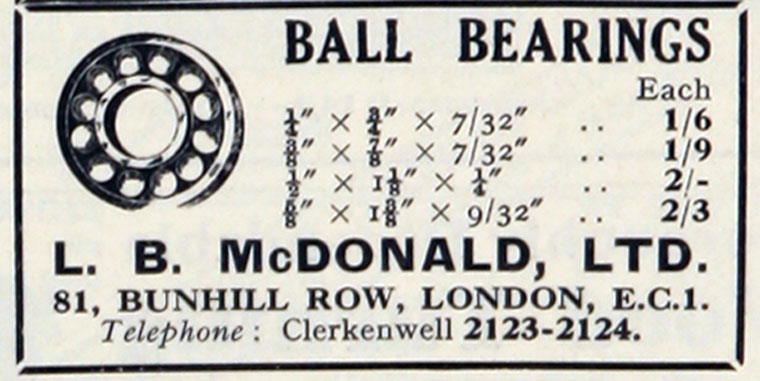 BALL BEARINGS
Each
¼" × ¾" × 7/32" .. 1/6
⅜" × ⅞" × 7/32" .. 1/9
½" × 1⅛" × ¼" .. 2/-
⅝" × 1⅜" × 9/32" .. 2/3
L. B. McDONALD, LTD.
81, BUNHILL ROW, LONDON, E.C.1.
Telephone : Clerkenwell 2123-2124.